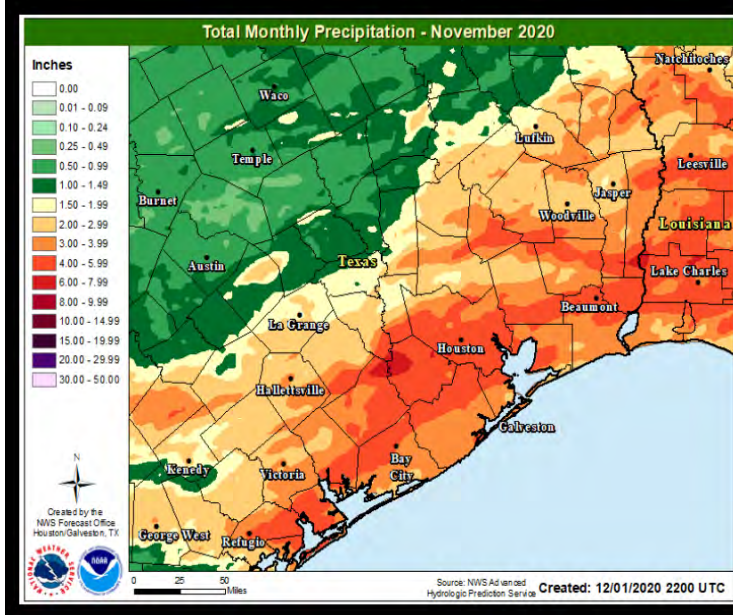 Total Monthly Precipitation - November 2020
Inches
0.00
0.01 - 0.09
0.10 - 0.24
0.25 - 0.49
0.50 - 0.99
1.00 - 1.49
1.50 - 1.99
2.00 - 2.99
3.00 - 3.99
4.00 - 5.99
6.00 - 7.99
8.00 - 9.99
10.00 - 14.99
15.00 - 19.99
20.00 - 29.99
30.00 - 50.00
Natchitoches
Waco
Lufkin
Temple
Leesville
Burnet
Jasper
Woodville
Louisiana
Austin
Texas
Lake Charles
Beaumont
La Grange
Houston
Hallettsville
Galveston
Kenedy
Victoria
Bay
City
George West
Refugio
N
Created by the
NWS Forecast Office
Houston/Galveston, TX
NATIONAL WEATHER SERVICE
NOAA
0 25 50
Miles
Source: NWS Advanced
Hydrologic Prediction Service
Created: 12/01/2020 2200 UTC